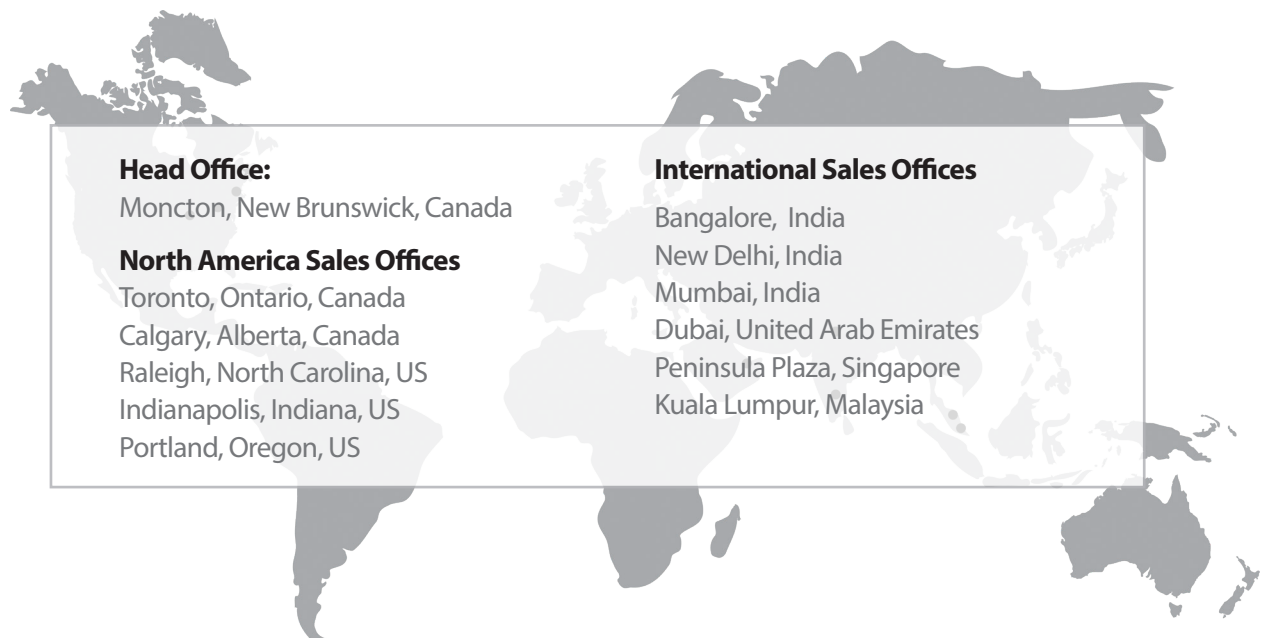 Head Office:
Moncton, New Brunswick, Canada
North America Sales Offices
Toronto, Ontario, Canada
Calgary, Alberta, Canada
Raleigh, North Carolina, US
Indianapolis, Indiana, US
Portland, Oregon, US
International Sales Offices
Bangalore, India
New Delhi, India
Mumbai, India
Dubai, United Arab Emirates
Peninsula Plaza, Singapore
Kuala Lumpur, Malaysia